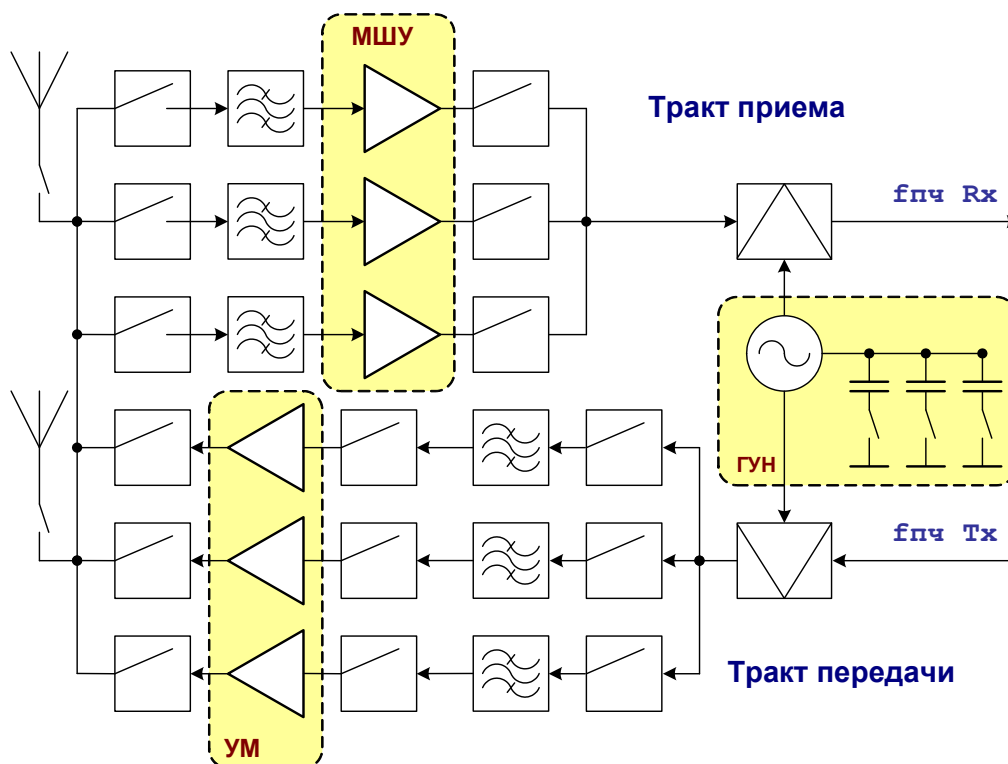 МШУ
Тракт приема
fпч Rx
ГУН
fпч Tx
Тракт передачи
УМ